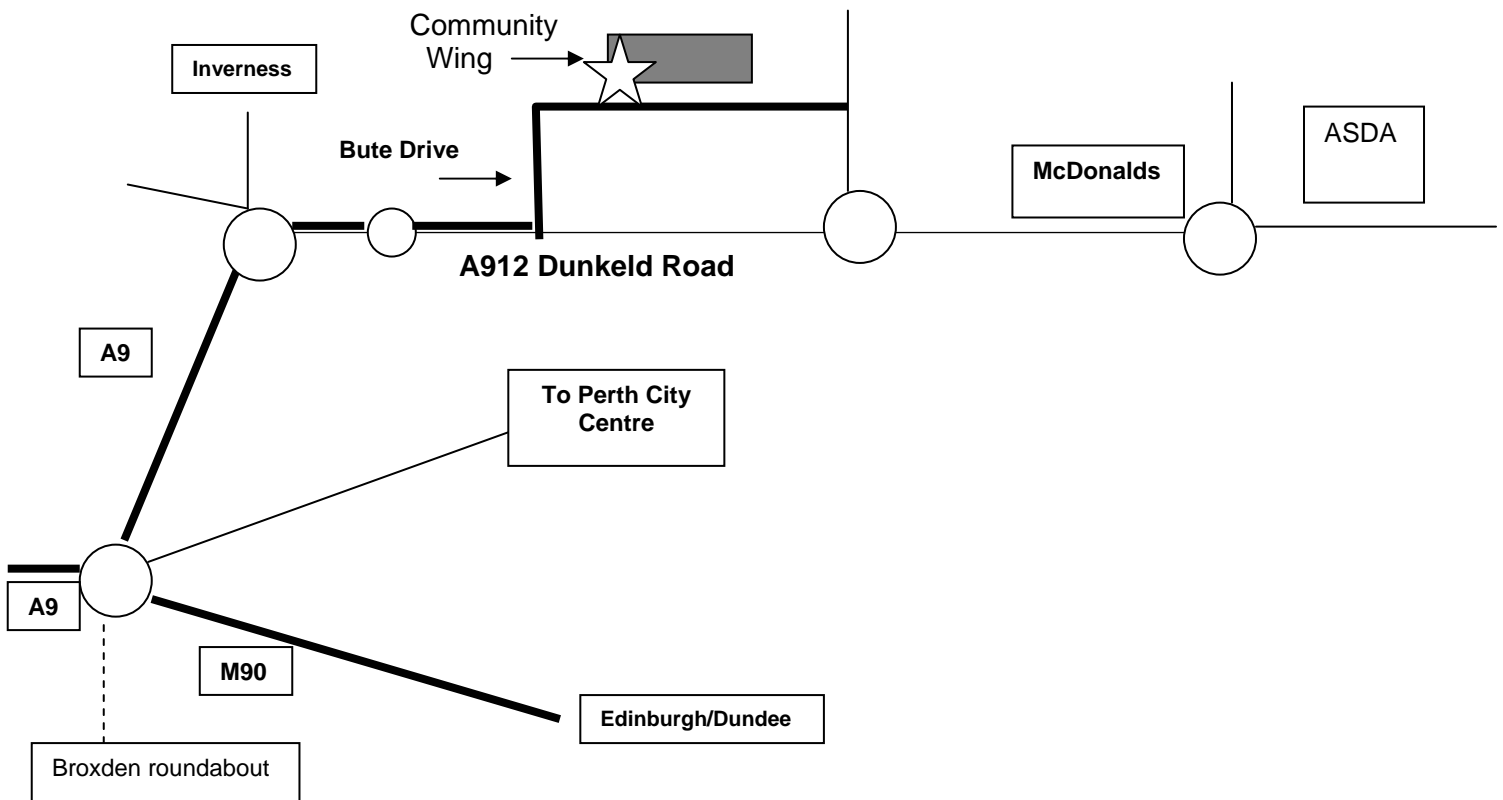 Community
Wing
Inverness
ASDA
Bute Drive
McDonalds
A912 Dunkeld Road
A9
To Perth City
Centre
A9
M90
Edinburgh/Dundee
Broxden roundabout